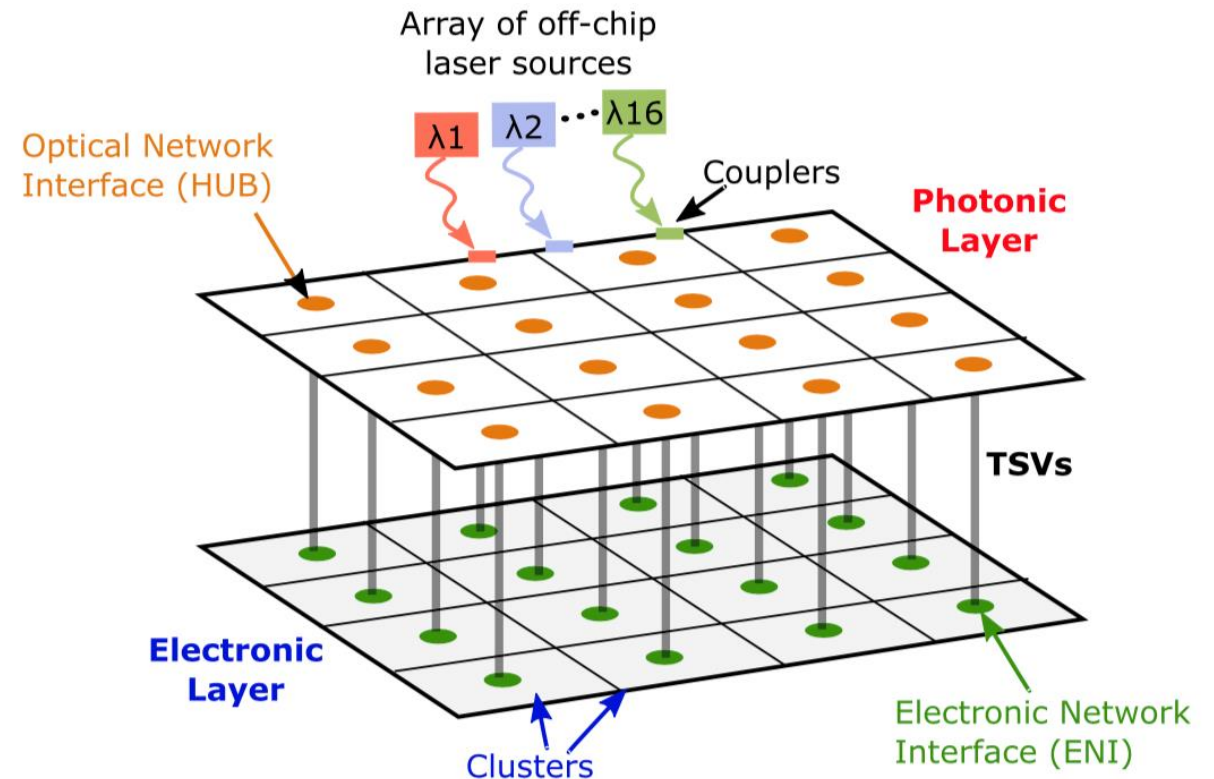 Array of off-chip
laser sources
λ1
λ2
λ16
Optical Network
Interface (HUB)
Couplers
Photonic
Layer
TSVs
Electronic
Layer
Clusters
Electronic Network
Interface (ENI)